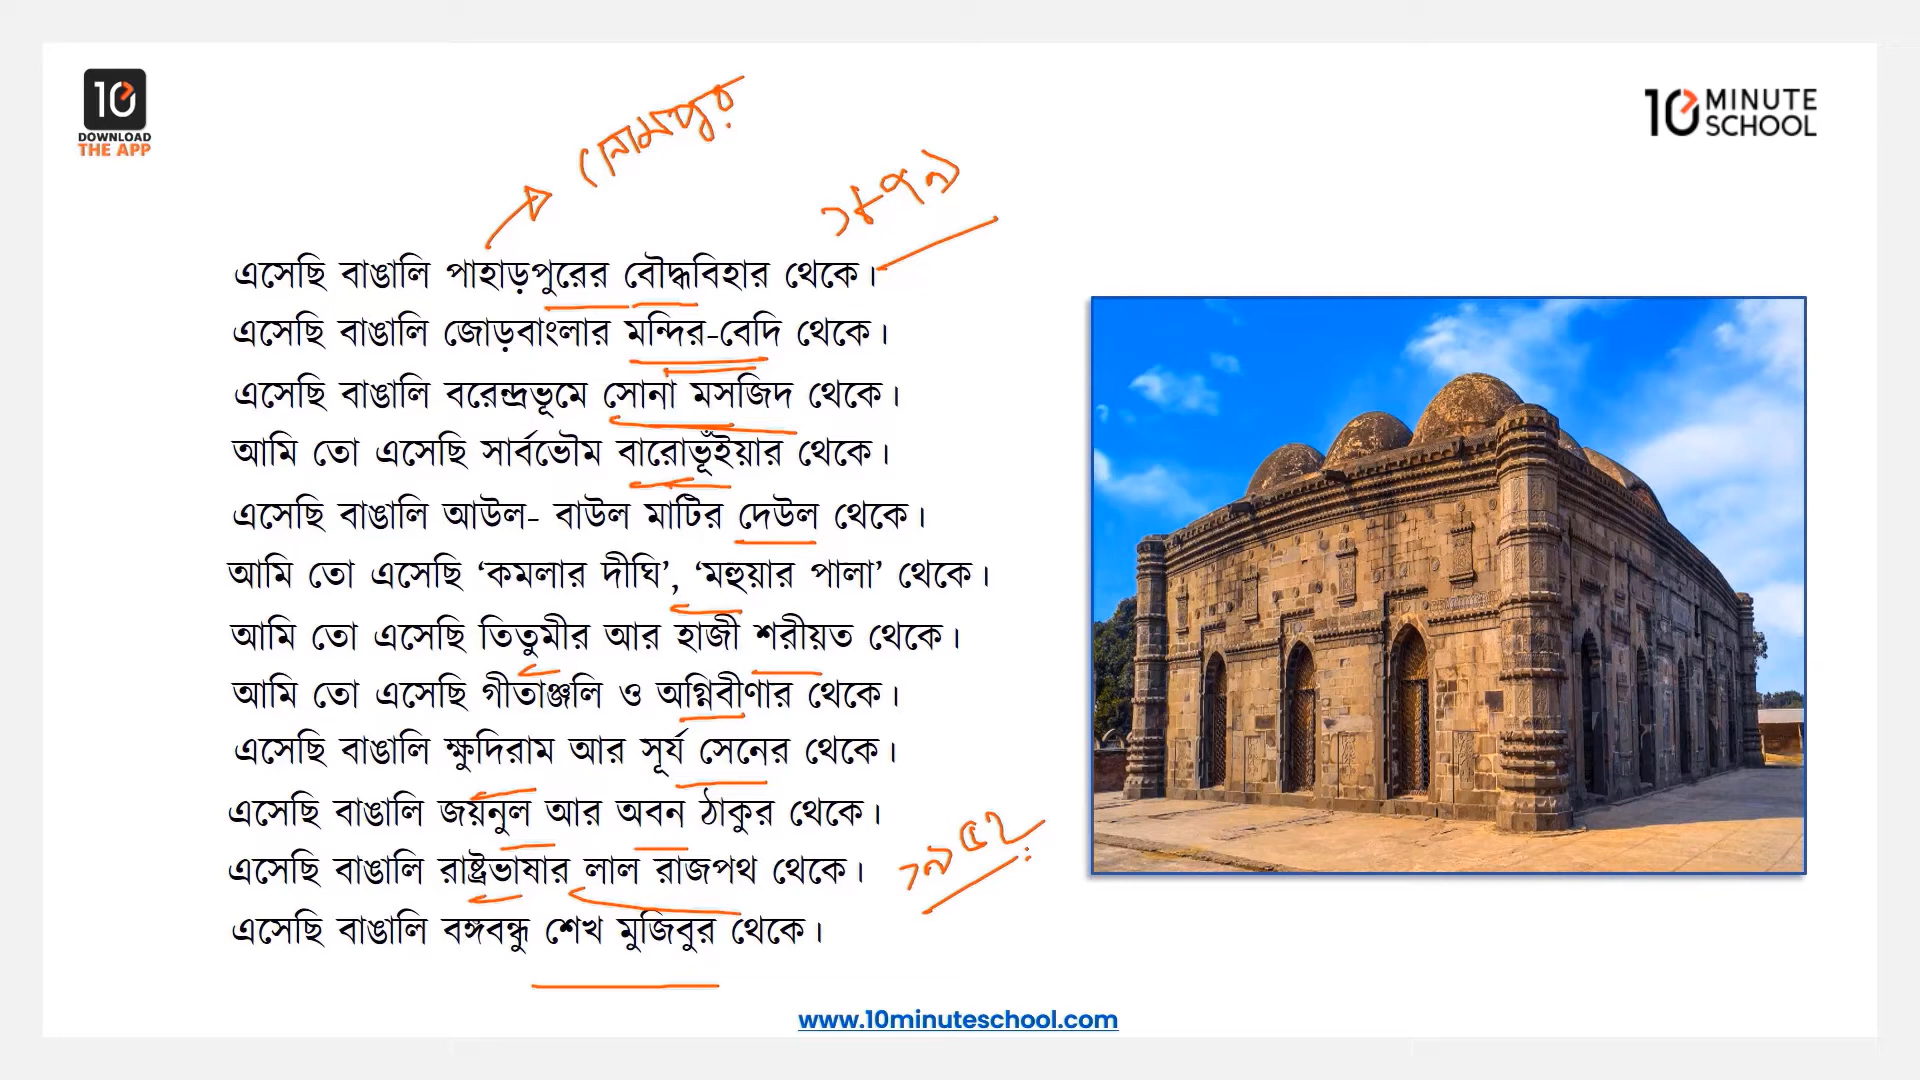 10
DOWNLOAD
THE APP
10 MINUTE
SCHOOL
সোমপুর
১৮৭৯
এসেছি বাঙালি পাহাড়পুরের বৌদ্ধবিহার থেকে।
এসেছি বাঙালি জোড়বাংলার মন্দির-বেদি থেকে।
এসেছি বাঙালি বরেন্দ্রভূমে সোনা মসজিদ থেকে।
আমি তো এসেছি সার্বভৌম বারোভূঁইয়ার থেকে।
এসেছি বাঙালি আউল- বাউল মাটির দেউল থেকে।
আমি তো এসেছি ‘কমলার দীঘি’, ‘মহুয়ার পালা’ থেকে।
আমি তো এসেছি তিতুমীর আর হাজী শরীয়ত থেকে।
আমি তো এসেছি গীতাঞ্জলি ও অগ্নিবীণার থেকে।
এসেছি বাঙালি ক্ষুদিরাম আর সূর্য সেনের থেকে।
এসেছি বাঙালি জয়নুল আর অবন ঠাকুর থেকে।
এসেছি বাঙালি রাষ্ট্রভাষার লাল রাজপথ থেকে।
১৯৫২
এসেছি বাঙালি বঙ্গবন্ধু শেখ মুজিবুর থেকে।
www.10minuteschool.com